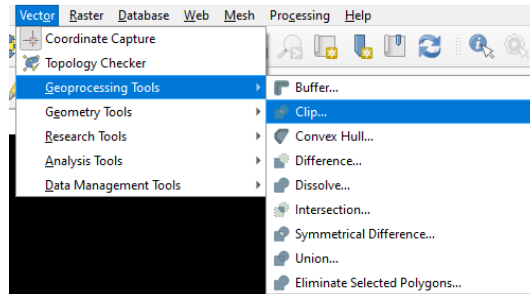 Vector Raster Database Web Mesh Processing Help
Coordinate Capture
Topology Checker
Geoprocessing Tools
Geometry Tools
Research Tools
Analysis Tools
Data Management Tools
Buffer...
Clip...
Convex Hull...
Difference...
Dissolve...
Intersection...
Symmetrical Difference...
Union...
Eliminate Selected Polygons...